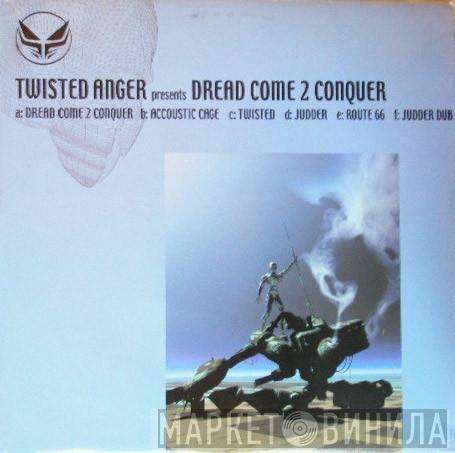 TWISTED ANGER presents DREAD COME 2 CONQUER
a: DREAD COME 2 CONQUER b: ACCOUSTIC CAGE c: TWISTED d: JUDDER e: ROUTE 66 f: JUDDER DUB
МАРКЕТ ВИНИЛА